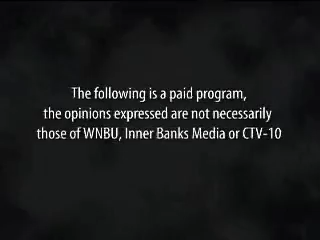 The following is a paid program,
the opinions expressed are not necessarily
those of WNBU, Inner Banks Media or CTV-10